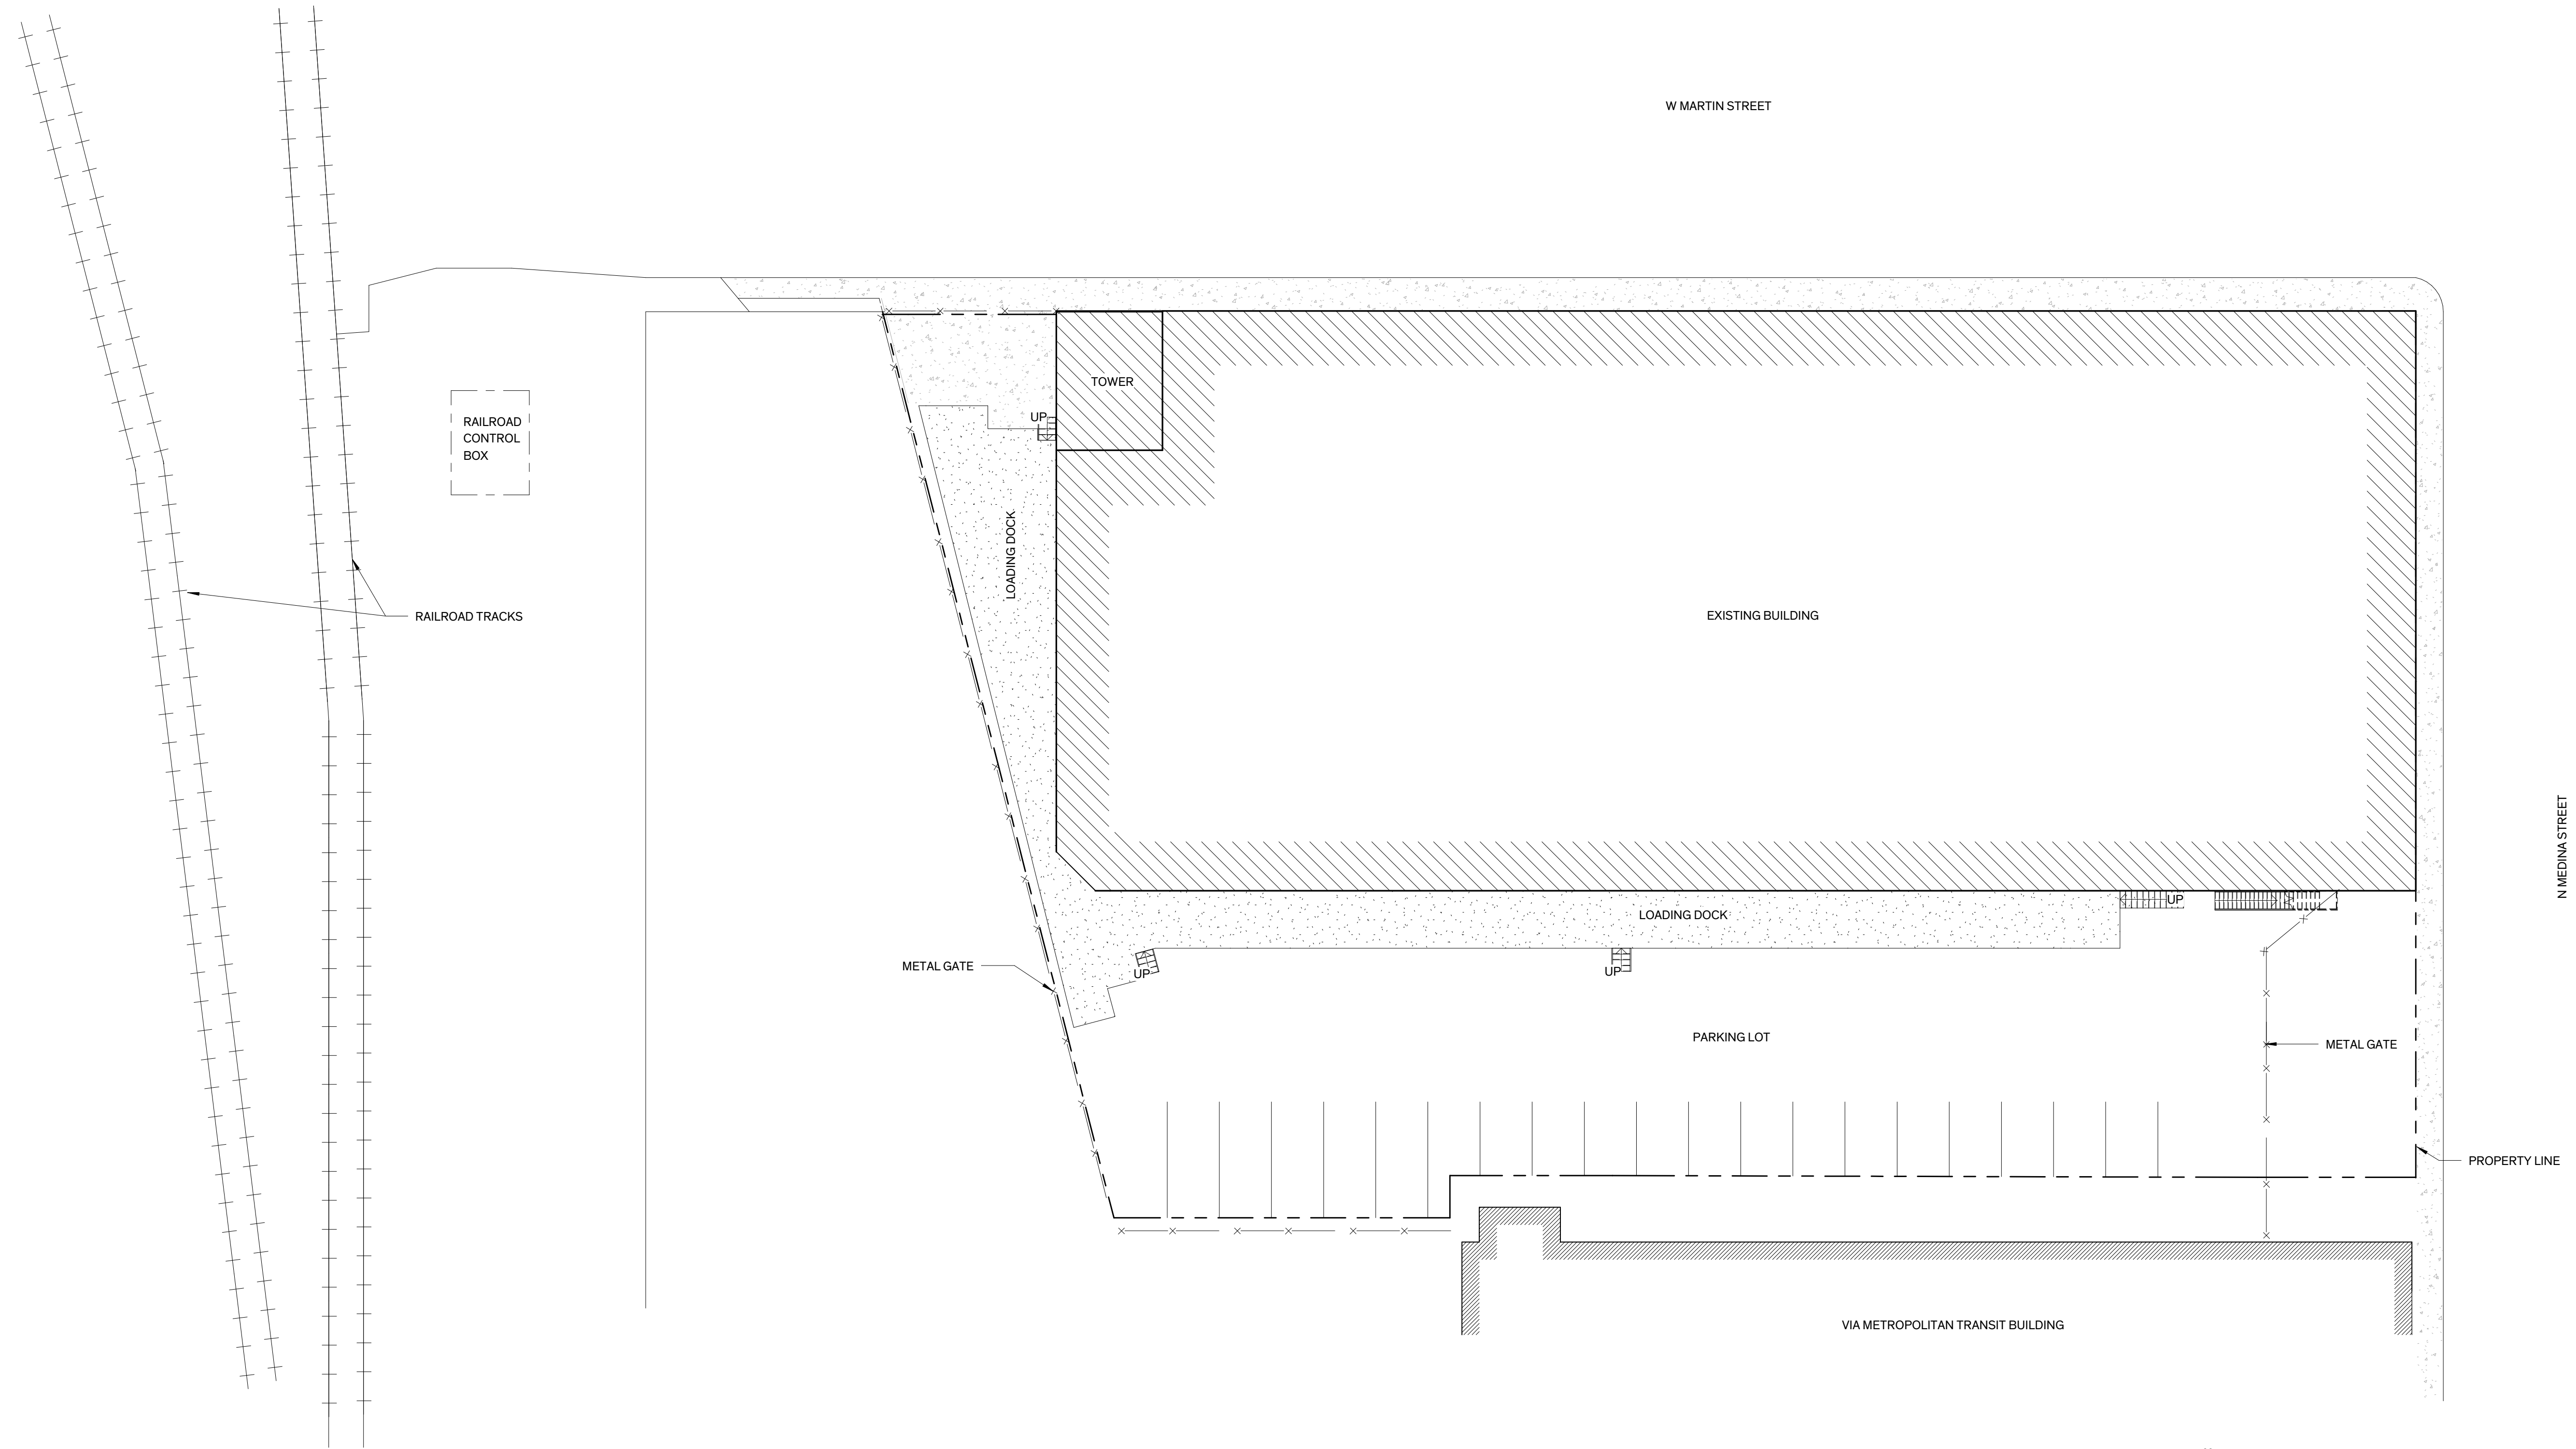 W MARTIN STREET
TOWER
UP
RAILROAD
CONTROL
BOX
LOADING DOCK
RAILROAD TRACKS
EXISTING BUILDING
N MEDINA STREET
UP
LOADING DOCK
METAL GATE
UP
UP
PARKING LOT
METAL GATE
PROPERTY LINE
VIA METROPOLITAN TRANSIT BUILDING